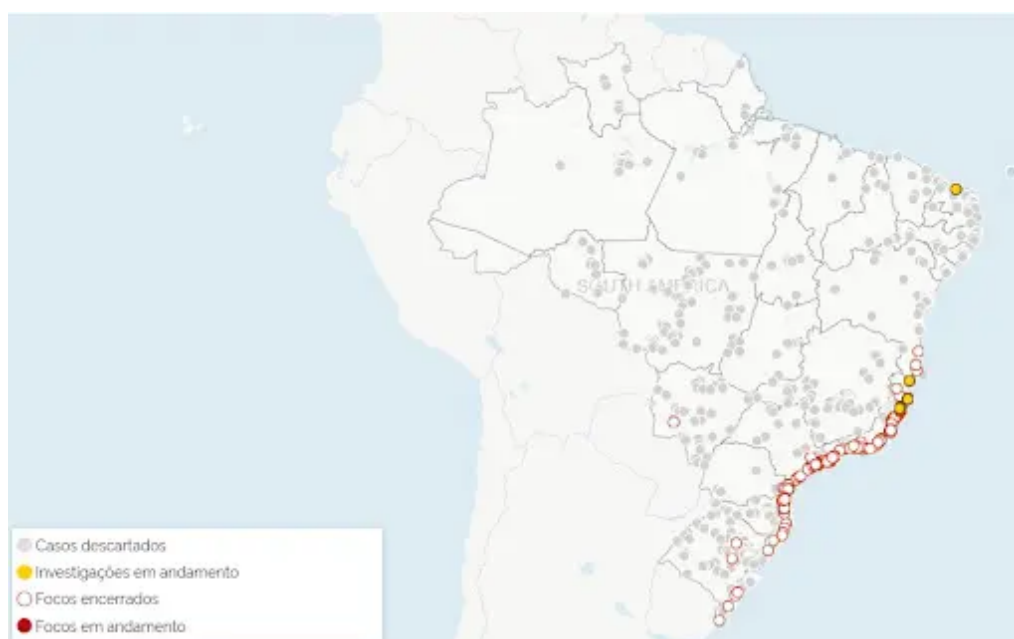 SOUTH AMERICA
Casos descartados
Investigações em andamento
Focos encerrados
Focos em andamento